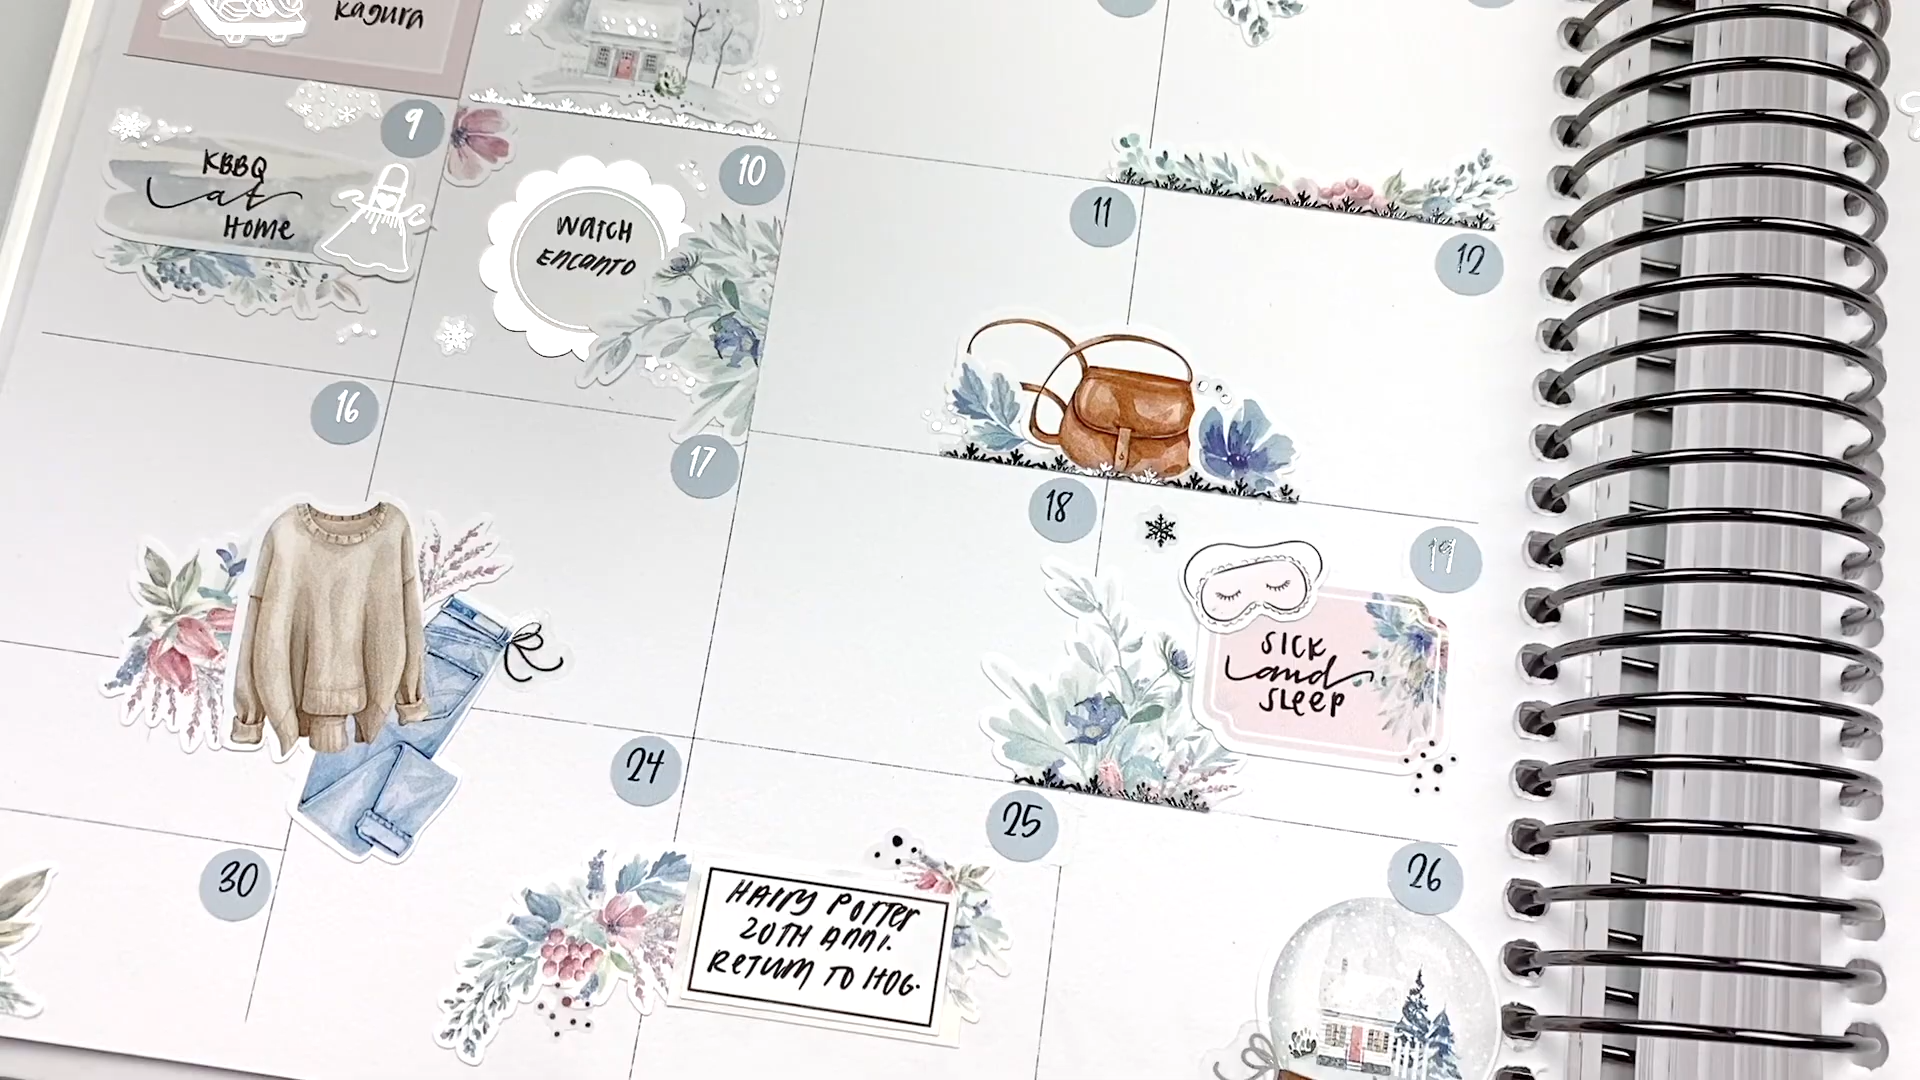 Kagura
9
KBBQ
at
Home
10
Watch
Encanto
11
12
16
17
18
19
Sick
and
Sleep
24
25
Harry Potter
20th Anni.
Return to Hog.
26
30